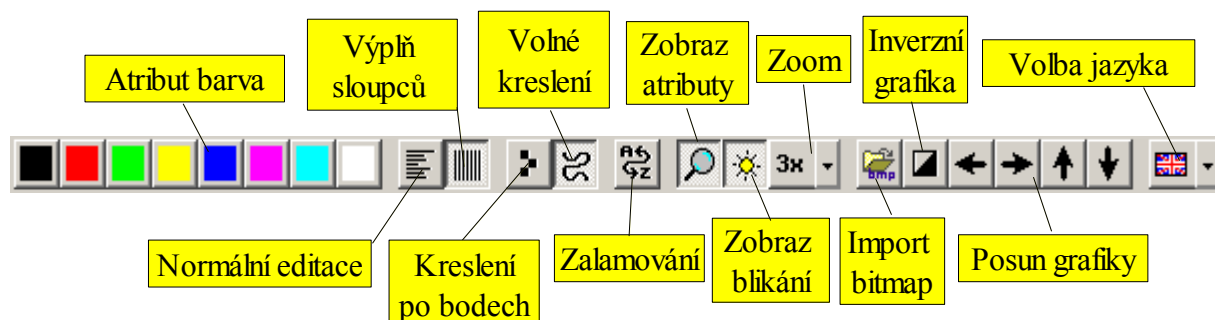 Atribut barva
Výplň
sloupců
Volné
kreslení
Zobraz
atributy
Zoom
Inverzní
grafika
Volba jazyka
A
Z
3x
bmp
Normální editace
Kreslení
po bodech
Zalamování
Zobraz
blikání
Import
bitmap
Posun grafiky